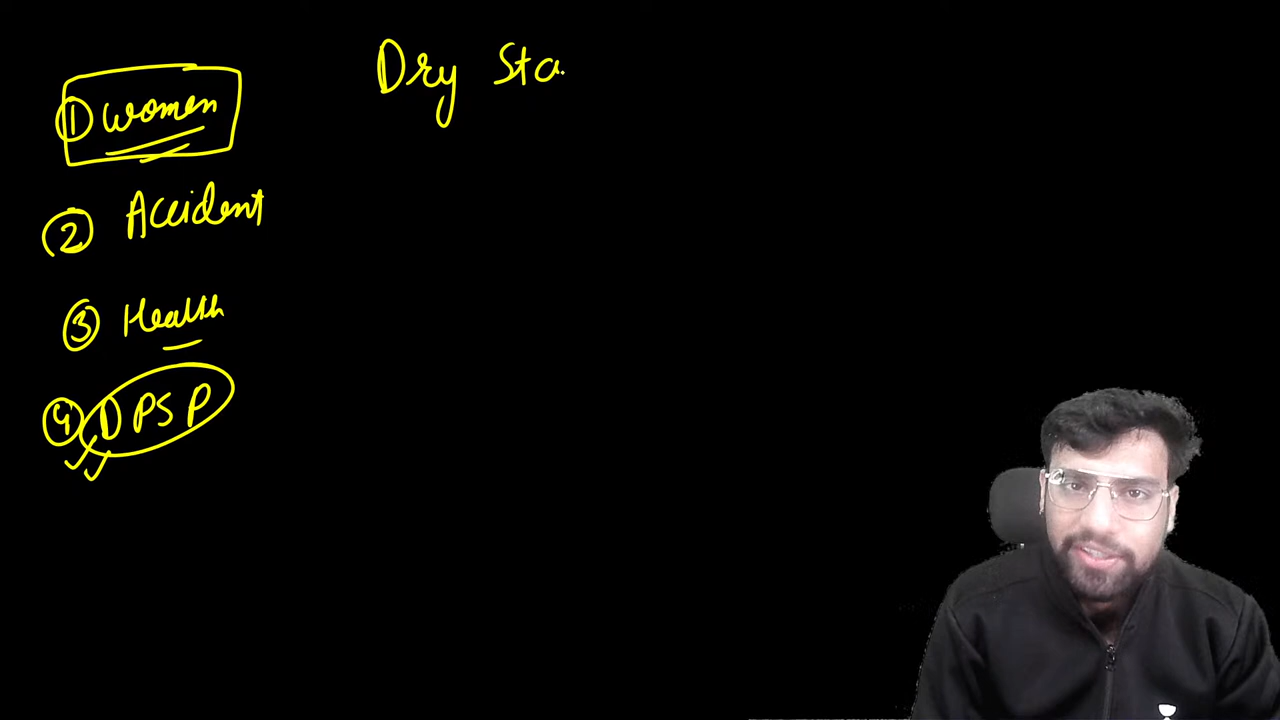 Dry Sta
① women
② Accident
③ Health
④ DPSP